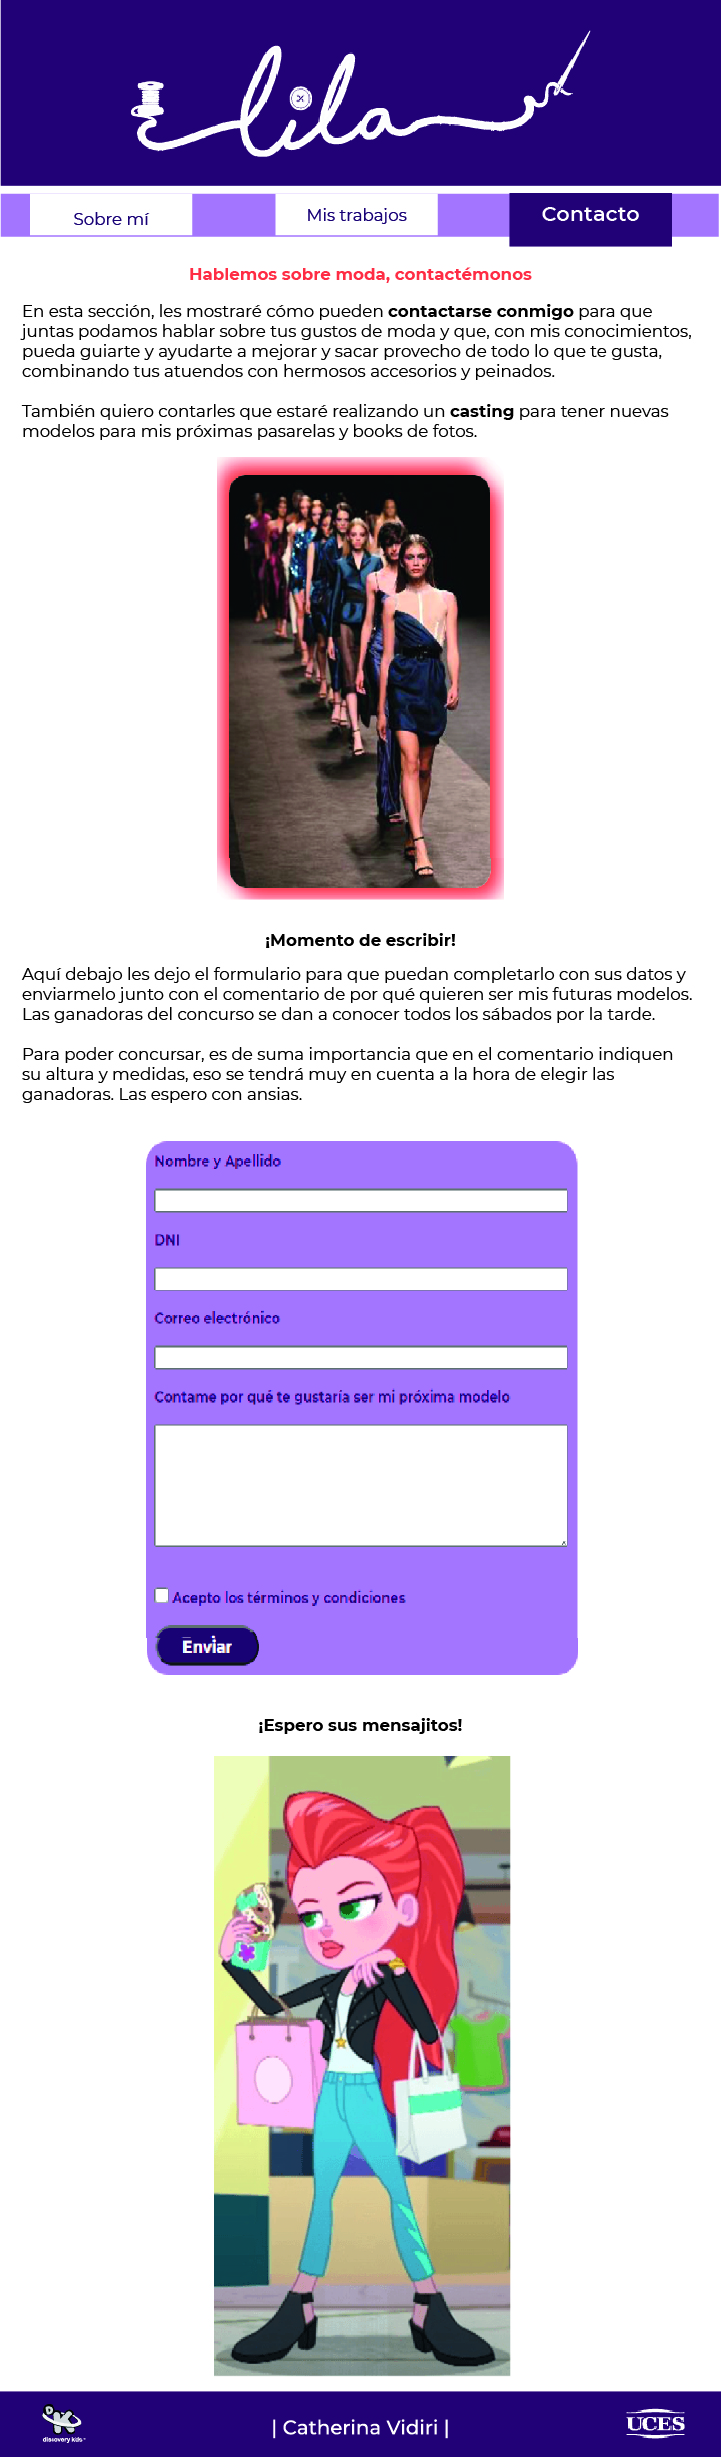 lila
Sobre mí
Mis trabajos
Contacto
Hablemos sobre moda, contactémonos
En esta sección, les mostraré cómo pueden contactarse conmigo para que
juntas podamos hablar sobre tus gustos de moda y que, con mis conocimientos,
pueda guiarte y ayudarte a mejorar y sacar provecho de todo lo que te gusta,
combinando tus atuendos con hermosos accesorios y peinados.
También quiero contarles que estaré realizando un casting para tener nuevas
modelos para mis próximas pasarelas y books de fotos.
¡Momento de escribir!
Aquí debajo les dejo el formulario para que puedan completarlo con sus datos y
enviarmelo junto con el comentario de por qué quieren ser mis futuras modelos.
Las ganadoras del concurso se dan a conocer todos los sábados por la tarde.
Para poder concursar, es de suma importancia que en el comentario indiquen
su altura y medidas, eso se tendrá muy en cuenta a la hora de elegir las
ganadoras. Las espero con ansias.
Nombre y Apellido
DNI
Correo electrónico
Contame por qué te gustaría ser mi próxima modelo
Acepto los términos y condiciones
Enviar
¡Espero sus mensajitos!
discovery kids
| Catherina Vidiri |
UCES